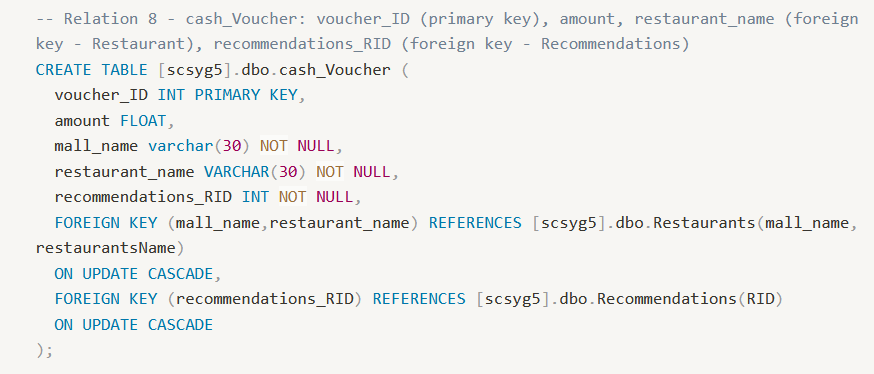 -- Relation 8 - cash_Voucher: voucher_ID (primary key), amount, restaurant_name (foreign
key - Restaurant), recommendations_RID (foreign key - Recommendations)
CREATE TABLE [scsyg5].dbo.cash_Voucher (
  voucher_ID INT PRIMARY KEY,
  amount FLOAT,
  mall_name varchar(30) NOT NULL,
  restaurant_name VARCHAR(30) NOT NULL,
  recommendations_RID INT NOT NULL,
  FOREIGN KEY (mall_name,restaurant_name) REFERENCES [scsyg5].dbo.Restaurants(mall_name,
restaurantsName)
  ON UPDATE CASCADE,
  FOREIGN KEY (recommendations_RID) REFERENCES [scsyg5].dbo.Recommendations(RID)
  ON UPDATE CASCADE
);